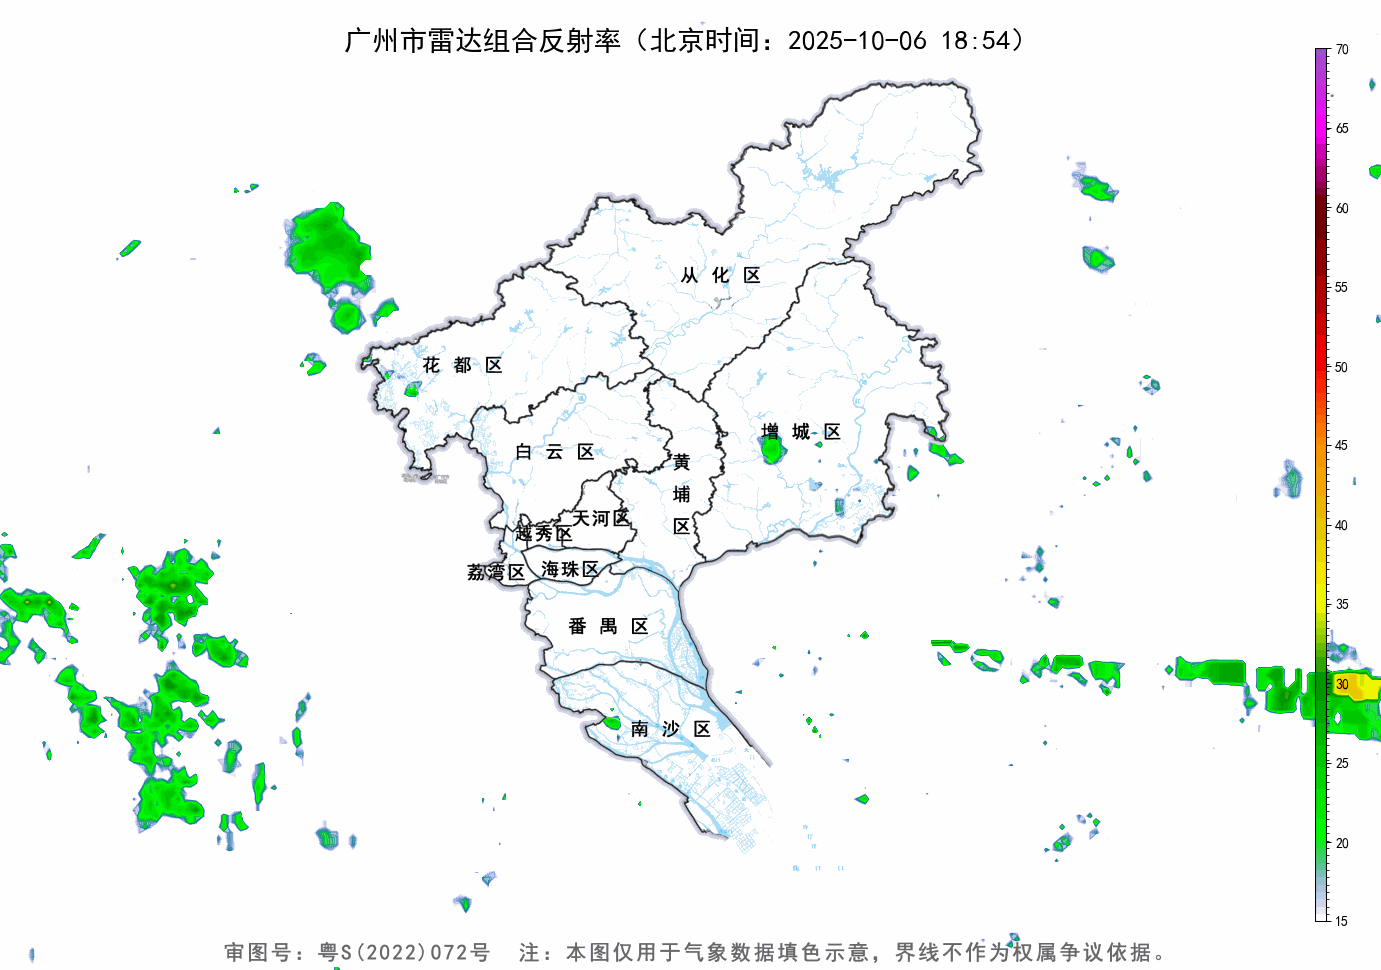 广州市雷达组合反射率（北京时间：2025-10-06 18:54）
70
65
60
55
50
45
40
35
30
25
20
15
从化区
花都区
增城区
白云区
黄埔区
天河区
越秀区
荔湾区
海珠区
番禺区
南沙区
审图号：粤S(2022)072号 注：本图仅用于气象数据填色示意，界线不作为权属争议依据。